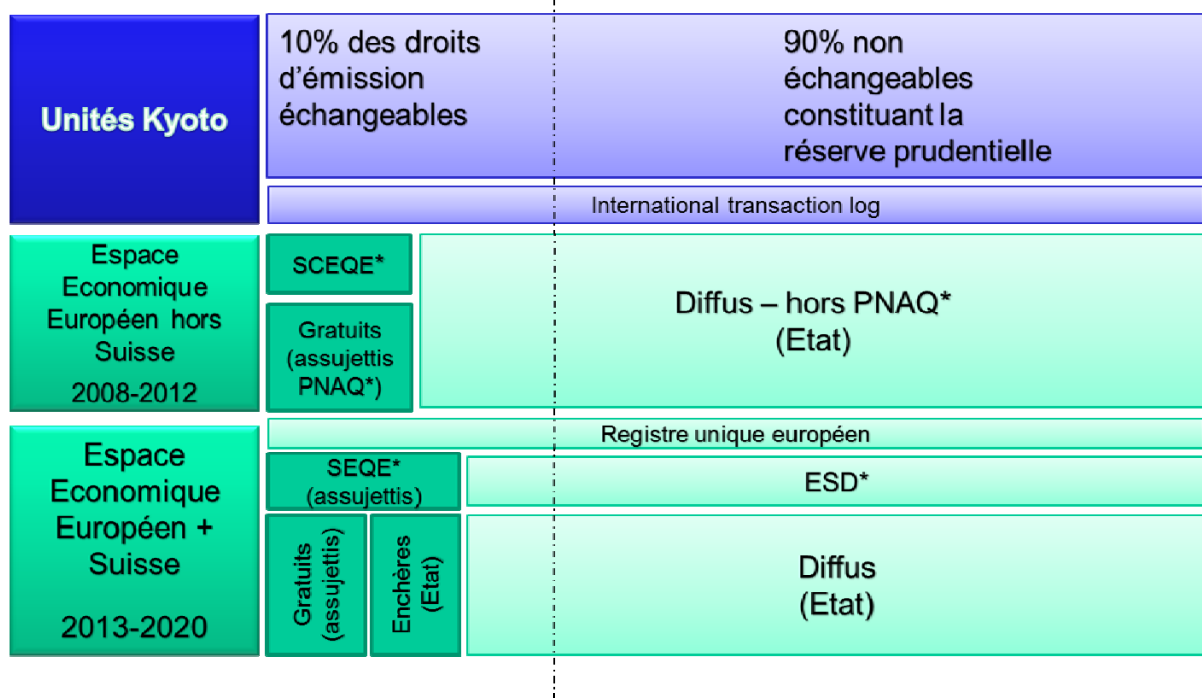 Unités Kyoto
10% des droits
d’émission
échangeables
90% non
échangeables
constituant la
réserve prudentielle
International transaction log
Espace
Economique
Européen hors
Suisse
2008-2012
SCEQE*
Gratuits
(assujettis
PNAQ*)
Diffus – hors PNAQ*
(Etat)
Registre unique européen
Espace
Economique
Européen +
Suisse
2013-2020
SEQE*
(assujettis)
ESD*
Gratuits
(assujettis)
Enchères
(Etat)
Diffus
(Etat)